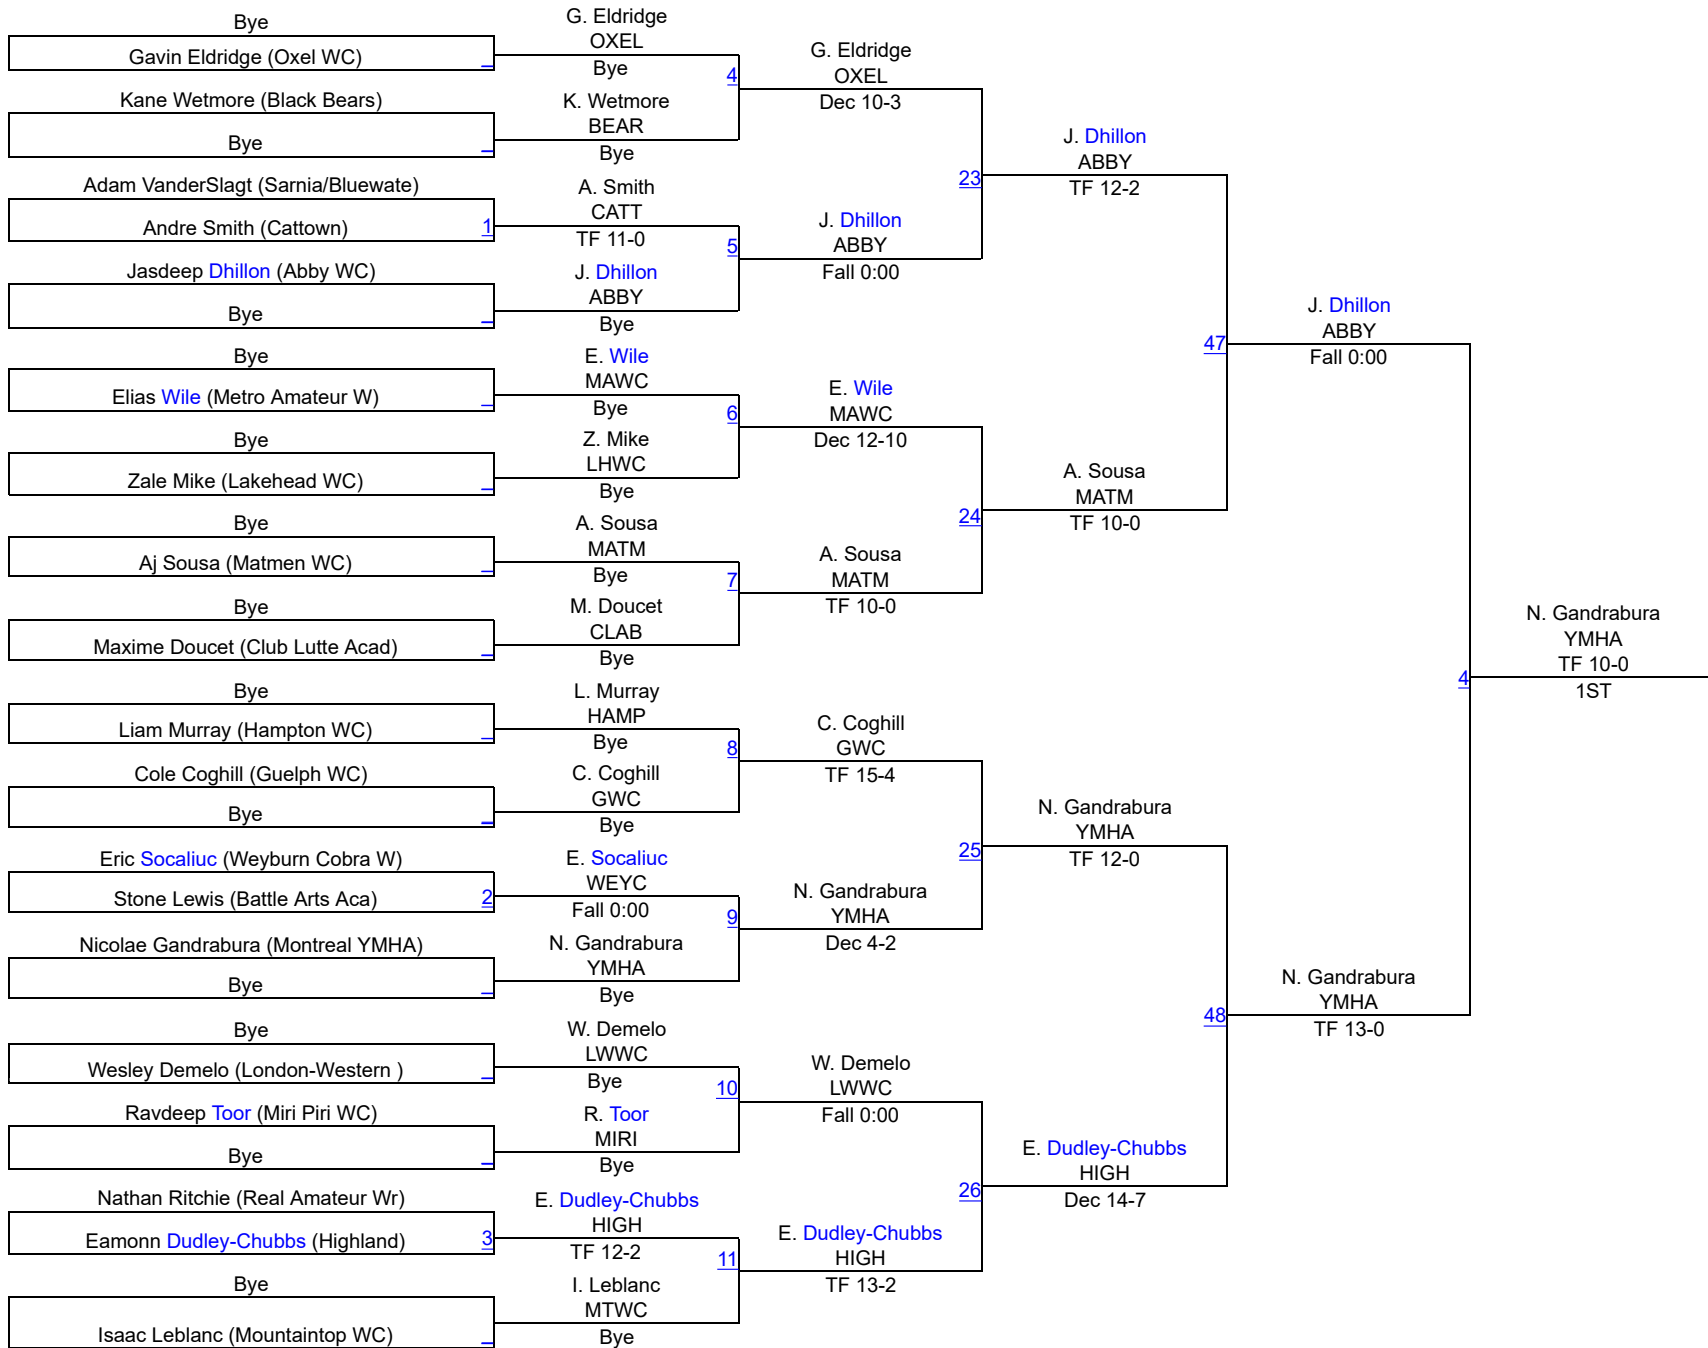 Bye
Gavin Eldridge (Oxel WC)
Kane Wetmore (Black Bears)
Bye
Adam VanderSlagt (Sarnia/Bluewate)
Andre Smith (Cattown)
1
Jasdeep Dhillon (Abby WC)
Bye
Bye
Elias Wile (Metro Amateur W)
Bye
Zale Mike (Lakehead WC)
Bye
Aj Sousa (Matmen WC)
Bye
Maxime Doucet (Club Lutte Acad)
Bye
Liam Murray (Hampton WC)
Cole Coghill (Guelph WC)
Bye
Eric Socaliuc (Weyburn Cobra W)
Stone Lewis (Battle Arts Aca)
2
Nicolae Gandrabura (Montreal YMHA)
Bye
Bye
Wesley Demelo (London-Western )
Ravdeep Toor (Miri Piri WC)
Bye
Nathan Ritchie (Real Amateur Wr)
Eamonn Dudley-Chubbs (Highland)
3
Bye
Isaac Leblanc (Mountaintop WC)
G. Eldridge
OXEL
Bye
4
K. Wetmore
BEAR
Bye
A. Smith
CATT
TF 11-0
5
J. Dhillon
ABBY
Bye
E. Wile
MAWC
Bye
6
Z. Mike
LHWC
Bye
A. Sousa
MATM
Bye
7
M. Doucet
CLAB
Bye
L. Murray
HAMP
Bye
8
C. Coghill
GWC
Bye
E. Socaliuc
WEYC
Fall 0:00
9
N. Gandrabura
YMHA
Bye
W. Demelo
LWWC
Bye
10
R. Toor
MIRI
Bye
E. Dudley-Chubbs
HIGH
TF 12-2
11
I. Leblanc
MTWC
Bye
G. Eldridge
OXEL
Dec 10-3
23
J. Dhillon
ABBY
Fall 0:00
E. Wile
MAWC
Dec 12-10
24
A. Sousa
MATM
TF 10-0
C. Coghill
GWC
TF 15-4
25
N. Gandrabura
YMHA
Dec 4-2
W. Demelo
LWWC
Fall 0:00
26
E. Dudley-Chubbs
HIGH
TF 13-2
J. Dhillon
ABBY
TF 12-2
47
A. Sousa
MATM
TF 10-0
N. Gandrabura
YMHA
TF 12-0
48
E. Dudley-Chubbs
HIGH
Dec 14-7
J. Dhillon
ABBY
Fall 0:00
4
N. Gandrabura
YMHA
TF 13-0
N. Gandrabura
YMHA
TF 10-0
1ST